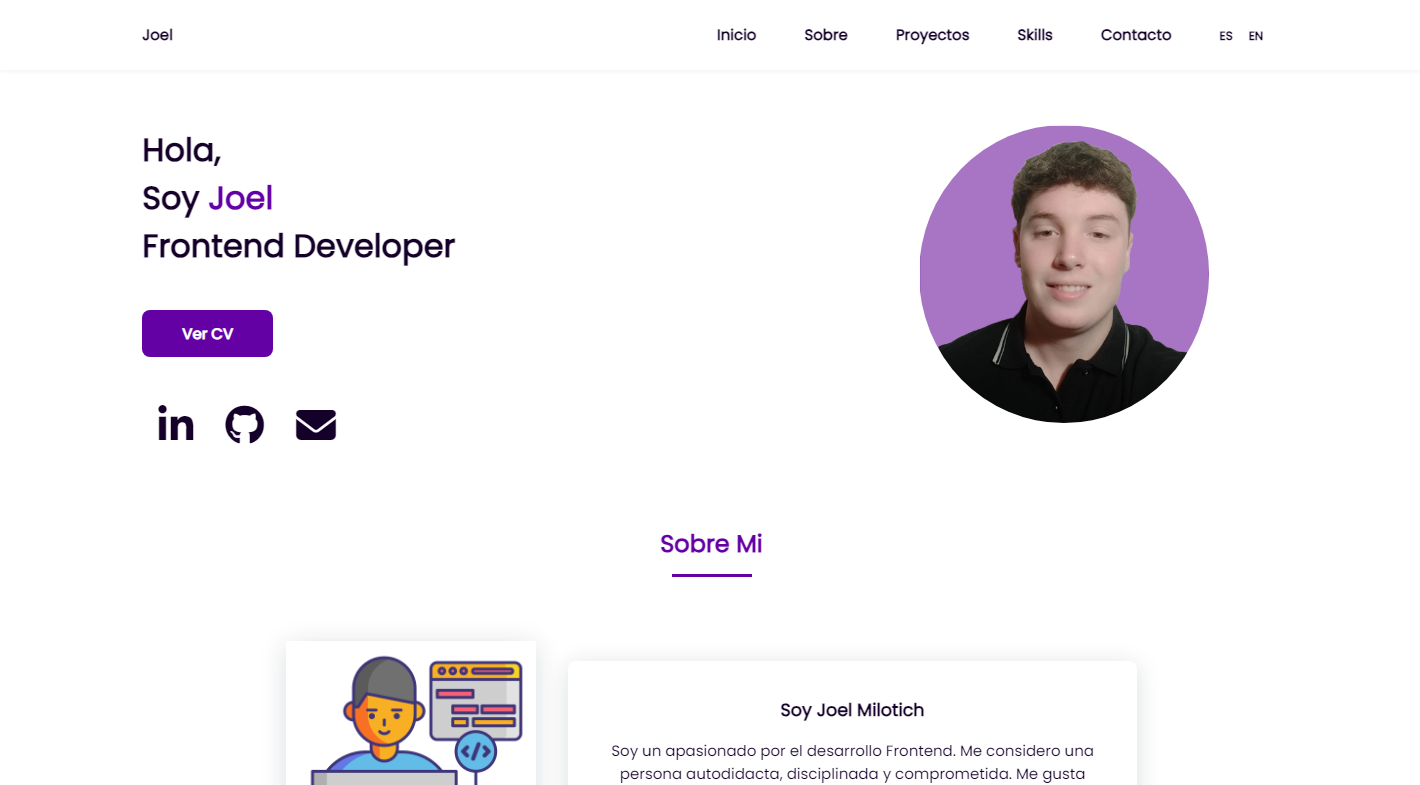 Joel
Inicio
Sobre
Proyectos
Skills
Contacto
ES
EN
Hola,
Soy Joel
Frontend Developer
Ver CV
in
Sobre Mi
</>
Soy Joel Milotich
Soy un apasionado por el desarrollo Frontend. Me considero una
persona autodidacta, disciplinada y comprometida. Me gusta